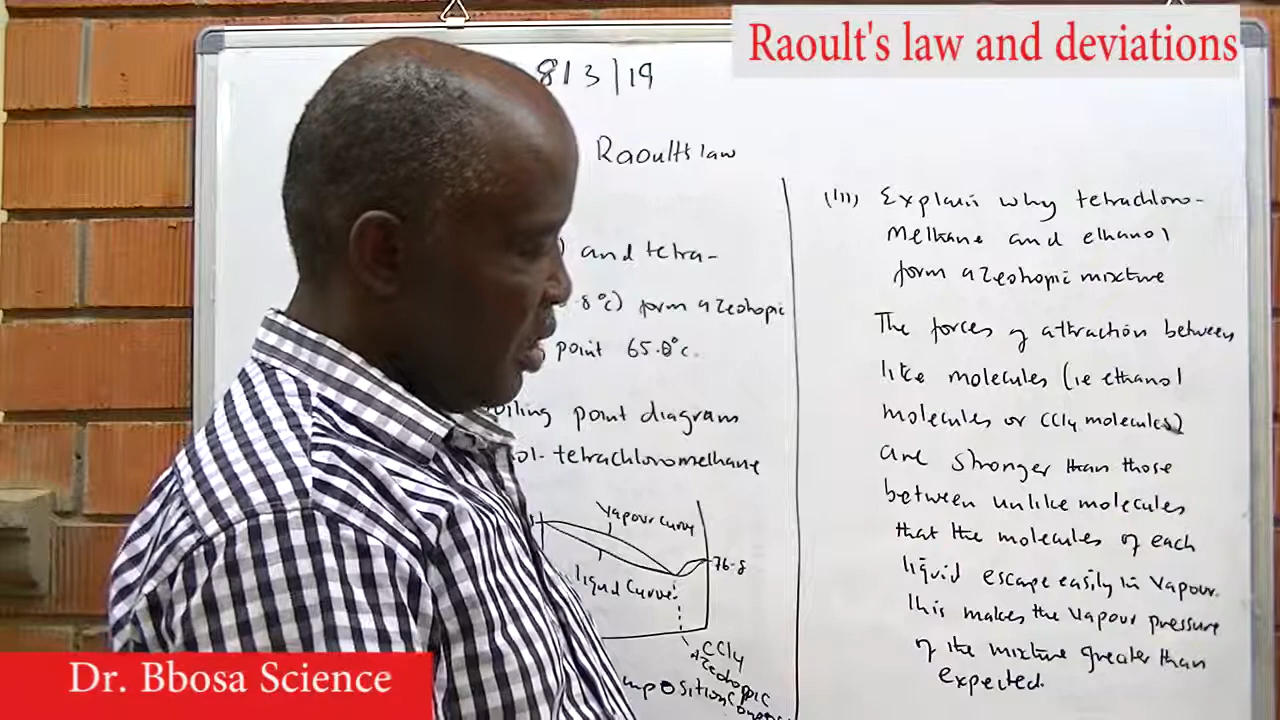 Raoult's law and deviations
8/3/19
Raoult's law
and tetra-
.8°C) form azeotropic
point 65.0°C.
boiling point diagram
ol-tetrachloromethane
Vapour curve
76.8
liquid curve
CCl4
azeotropic
mposition
(iii) Explain why tetrachloro-
methane and ethanol
form azeotropic mixture
The forces of attraction between
like molecules (ie ethanol
molecules or CCl4 molecules)
are stronger than those
between unlike molecules
that the molecules of each
liquid escape easily in vapour.
This makes the vapour pressure
of the mixture greater than
expected.
Dr. Bbosa Science